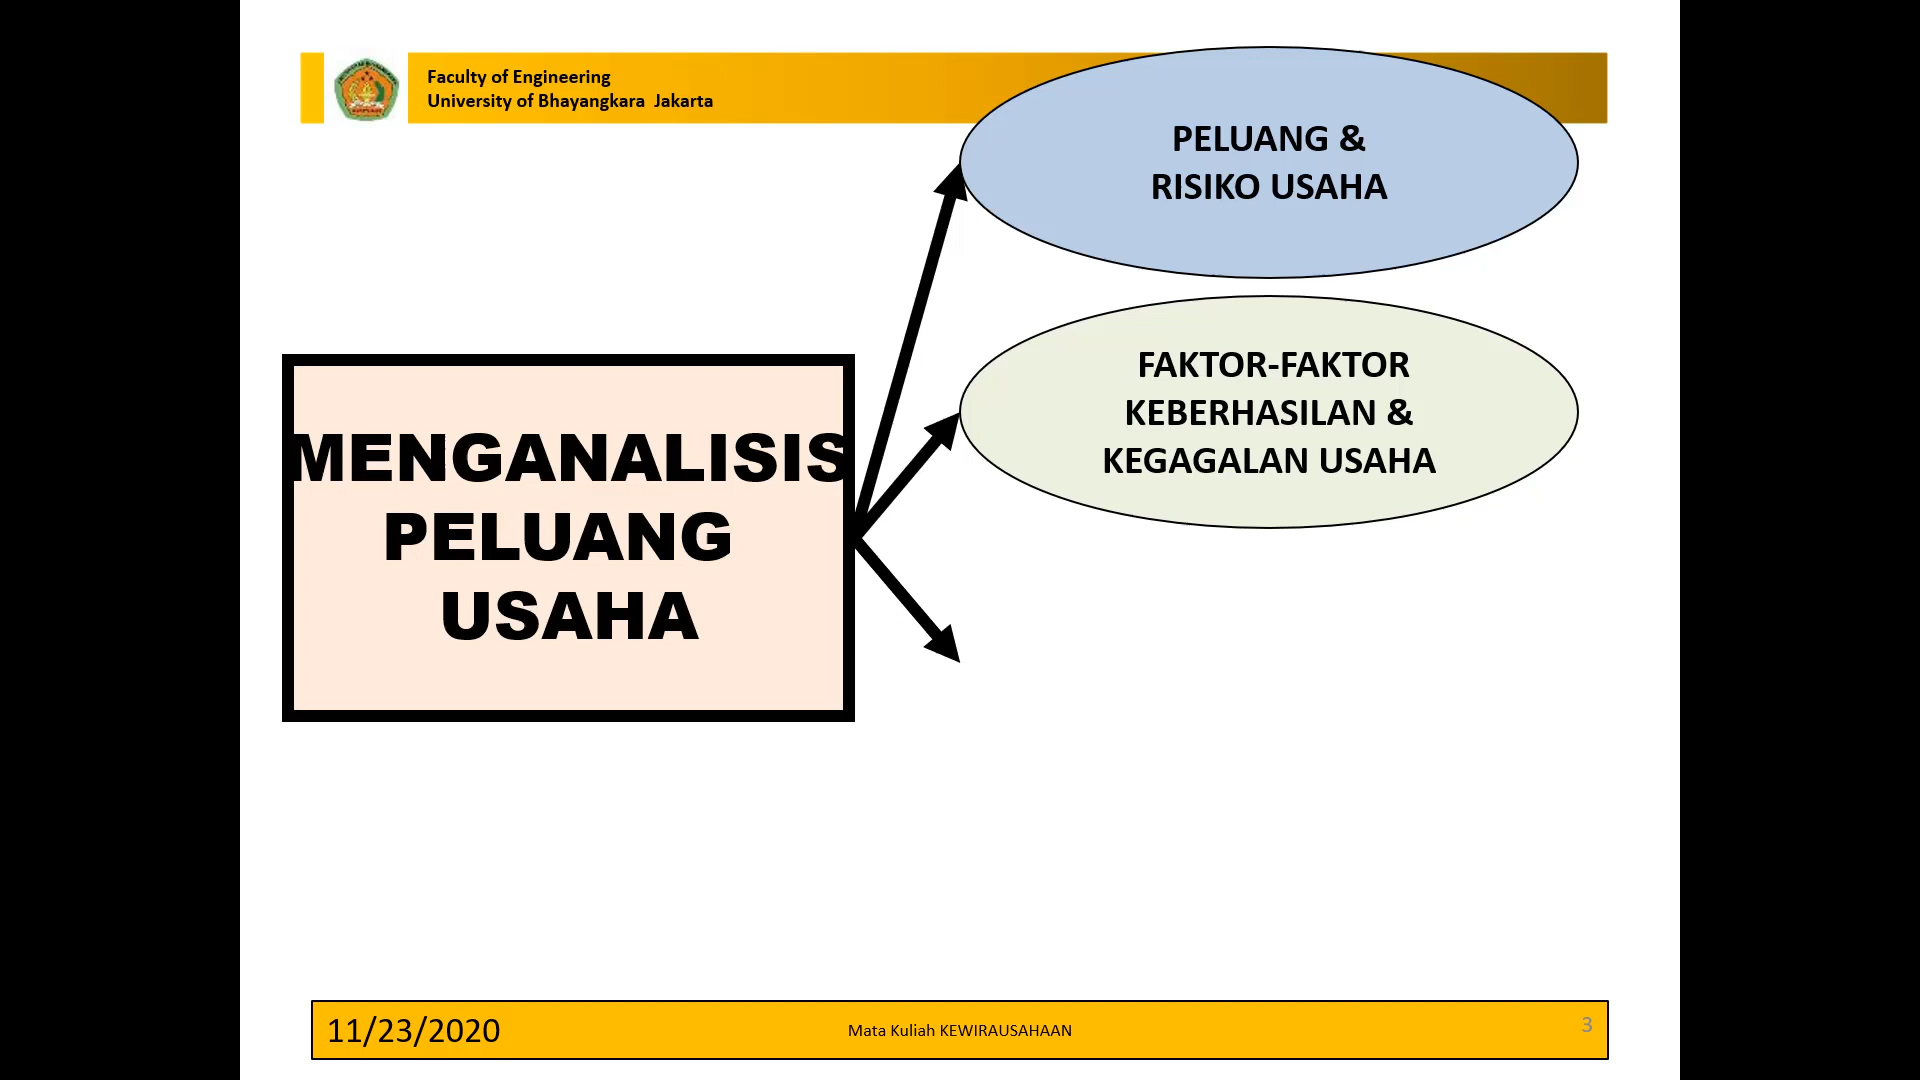 Faculty of Engineering
University of Bhayangkara Jakarta
PELUANG &
RISIKO USAHA
FAKTOR-FAKTOR
KEBERHASILAN &
KEGAGALAN USAHA
MENGANALISIS
PELUANG
USAHA
11/23/2020
Mata Kuliah KEWIRAUSAHAAN
3